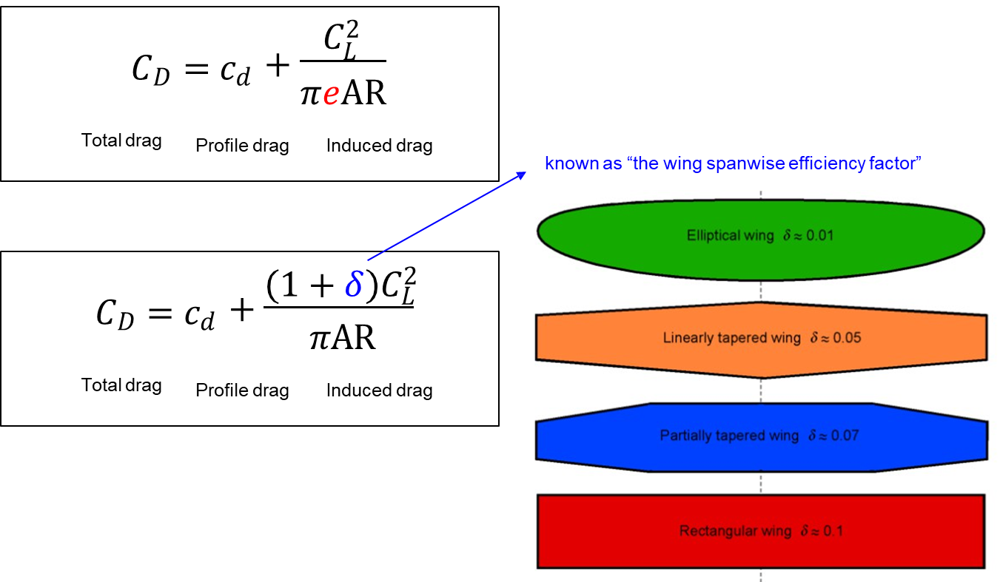 C_D = c_d + C_L^2 / πeAR
Total drag Profile drag Induced drag
known as “the wing spanwise efficiency factor”
C_D = c_d + (1 + δ)C_L^2 / πAR
Total drag Profile drag Induced drag
Elliptical wing δ ≈ 0.01
Linearly tapered wing δ ≈ 0.05
Partially tapered wing δ ≈ 0.07
Rectangular wing δ ≈ 0.1